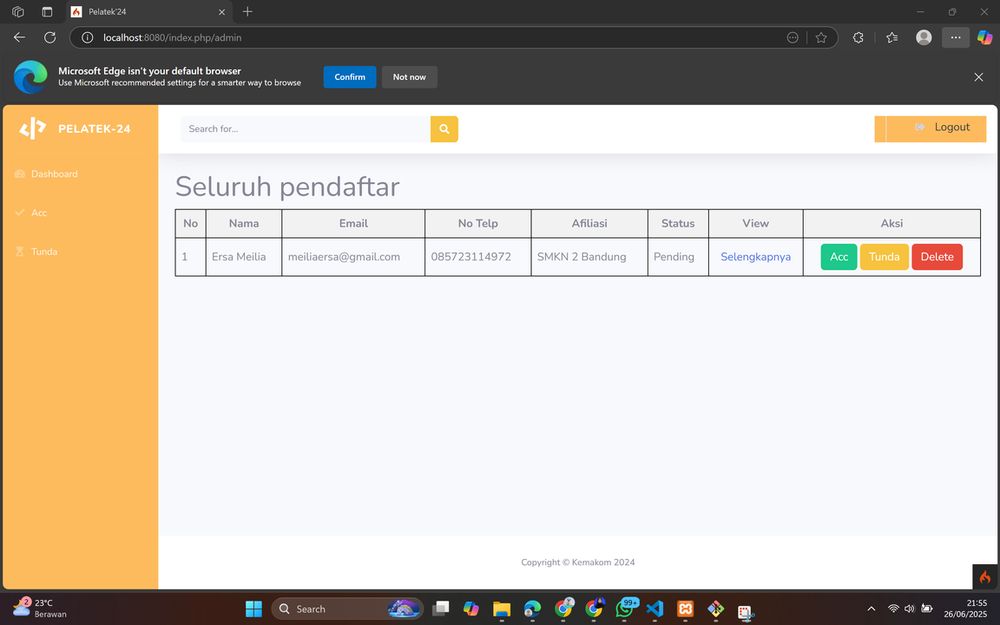 Pelatek'24
localhost:8080/index.php/admin
Microsoft Edge isn't your default browser
Use Microsoft recommended settings for a smarter way to browse
Confirm
Not now
PELATEK-24
Search for...
Logout
Dashboard
Acc
Tunda
Seluruh pendaftar
No Nama Email No Telp Afiliasi Status View Aksi
1 Ersa Meilia meiliaersa@gmail.com 085723114972 SMKN 2 Bandung Pending Selengkapnya Acc Tunda Delete
Copyright © Kemakom 2024
2
23°C
Berawan
Search
99+
21:55
26/06/2025